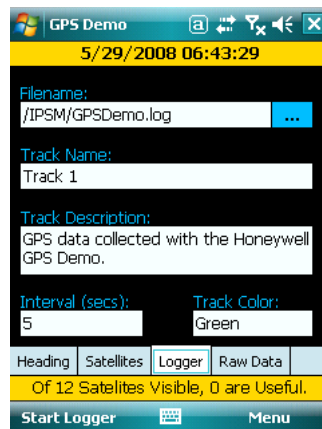 GPS Demo a
5/29/2008 06:43:29
Filename:
/IPSM/GPSDemo.log ...
Track Name:
Track 1
Track Description:
GPS data collected with the Honeywell
GPS Demo.
Interval (secs): Track Color:
5 Green
Heading Satellites Logger Raw Data
Of 12 Satelites Visible, 0 are Useful.
Start Logger Menu